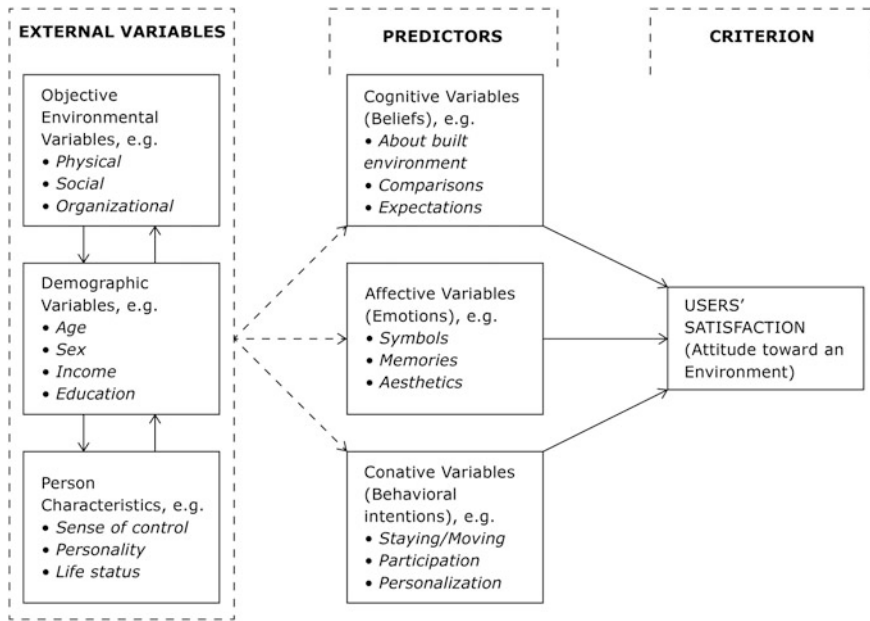 EXTERNAL VARIABLES
Objective
Environmental
Variables, e.g.
• Physical
• Social
• Organizational
Demographic
Variables, e.g.
• Age
• Sex
• Income
• Education
Person
Characteristics, e.g.
• Sense of control
• Personality
• Life status
PREDICTORS
Cognitive Variables
(Beliefs), e.g.
• About built
environment
• Comparisons
• Expectations
Affective Variables
(Emotions), e.g.
• Symbols
• Memories
• Aesthetics
Conative Variables
(Behavioral
intentions), e.g.
• Staying/Moving
• Participation
• Personalization
CRITERION
USERS’
SATISFACTION
(Attitude toward an
Environment)